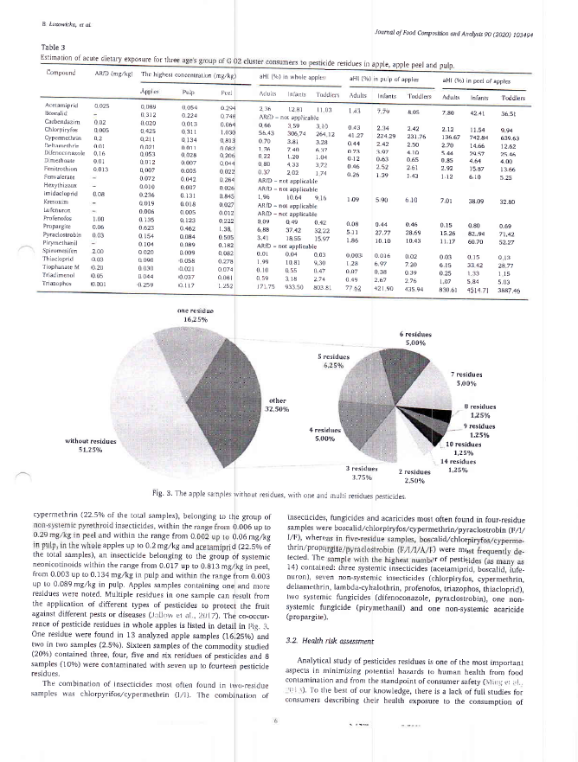 B. Łozowicka, et al.
Journal of Food Composition and Analysis 90 (2020) 103494
Table 3
Estimation of acute dietary exposure for three age's group of G 02 cluster consumers to pesticide residues in apple, apple peel and pulp.
Compound ARfD (mg/kg) The highest concentration (mg/kg) aHI (%) in whole apples aHI (%) in pulp of apples aHI (%) in peel of apples
Apples Pulp Peel Adults Infants Toddlers Adults Infants Toddlers Adults Infants Toddlers
Acetamiprid 0.025 0.089 0.054 0.294 2.36 12.81 11.03 1.43 7.79 8.05 7.80 42.41 36.51
Boscalid – 0.312 0.224 0.748 ARfD – not applicable
Carbendazim 0.02 0.020 0.013 0.064 0.66 3.59 3.10 0.43 2.34 2.42 2.12 11.54 9.94
Chlorpyrifos 0.005 0.425 0.311 1.030 56.43 306.74 264.12 41.27 224.29 231.76 136.67 742.84 639.63
Cypermethrin 0.2 0.211 0.134 0.813 0.70 3.81 3.28 0.44 2.42 2.50 2.70 14.66 12.62
Deltamethrin 0.01
Difenoconazole 0.16 0.053 0.028 0.206 0.22 1.20 1.04 0.12 0.63 0.65 0.85 4.64 4.00
Dimethoate 0.01 0.012 0.007 0.044 0.80 4.33 3.72 0.46 2.52 2.61 2.92 15.87 13.66
Fenitrothion 0.013 0.007 0.005 0.022 0.37 2.02 1.74 0.26 1.39 1.43 1.12 6.10 5.25
Fenvalerate – 0.072 0.042 0.264 ARfD – not applicable
Hexythiazox – 0.010 0.007 0.026 ARfD – not applicable
Imidacloprid 0.08 0.236 0.131 0.845 1.96 10.64 9.16 1.09 5.90 6.10 7.01 38.09 32.80
– 0.019 0.018 0.027 ARfD – not applicable
Lufenuron – 0.006 0.005 0.012 ARfD – not applicable
Profenofos 1.00 0.135 0.122 0.222 0.09 0.49 0.42 0.08 0.44 0.46 0.15 0.80 0.69
Propargite 0.06 0.623 0.462 1.38 6.88 37.42 32.22 5.11 27.77 28.69 15.26 82.94 71.42
Pyraclostrobin 0.03 0.154 0.084 0.505 3.41 18.55 15.97 1.86 10.10 10.43 11.17 60.70 52.27
Pirymethanil – 0.104 0.089 0.182 ARfD – not applicable
Spiromesifen 2.00 0.020 0.009 0.082 0.01 0.04 0.03 0.003 0.016 0.02 0.03 0.15 0.13
Thiacloprid 0.03 0.090 0.058 0.278 1.99 10.81 9.30 1.28 6.97 7.20 6.15 33.42 28.77
Tiophanate M 0.20 0.030 0.021 0.074 0.10 0.55 0.47 0.07 0.38 0.39 0.25 1.33 1.15
Triadimenol 0.05 0.044 0.037 0.081 0.59 3.18 2.74 0.49 2.67 2.76 1.07 5.84 5.03
Triazophos 0.001 0.259 0.117 1.252 171.75 933.50 803.81 77.62 421.90 435.94 830.61 4514.71 3887.46
one residue
16,25%
other
32,50%
without residues
51,25%
6 residues
5,00%
5 residues
6,25%
7 residues
5,00%
8 residues
1,25%
9 residues
1,25%
10 residues
1,25%
14 residues
1,25%
4 residues
5,00%
3 residues
3,75%
2 residues
2,50%
Fig. 3. The apple samples without residues, with one and multi residues pesticides.
cypermethrin (22.5% of the total samples), belonging to the group of
non-systemic pyrethroid insecticides, within the range from 0.006 up to
0.29 mg/kg in peel and within the range from 0.002 up to 0.06 mg/kg
in pulp, in the whole apples up to 0.2 mg/kg and acetamiprid (22.5% of
the total samples), an insecticide belonging to the group of systemic
neonicotinoids within the range from 0.017 up to 0.813 mg/kg in peel,
from 0.003 up to 0.134 mg/kg in pulp and within the range from 0.003
up to 0.089 mg/kg in pulp. Apples samples containing one and more
residues were noted. Multiple residues in one sample can result from
the application of different types of pesticides to protect the fruit
against different pests or diseases (Jallow et al., 2017). The co-occur-
rence of pesticide residues in whole apples is listed in detail in Fig. 3.
One residue were found in 13 analyzed apple samples (16.25%) and
two in two samples (2.5%). Sixteen samples of the commodity studied
(20%) contained three, four, five and six residues of pesticides and 8
samples (10%) were contaminated with seven up to fourteen pesticide
residues.
The combination of insecticides most often found in two-residue
samples was chlorpyrifos/cypermethrin (I/I). The combination of
insecticides, fungicides and acaricides most often found in four-residue
samples were boscalid/chlorpyrifos/cypermethrin/pyraclostrobin (F/I/
I/F), whereas in five-residue samples, boscalid/chlorpyrifos/cyperme-
thrin/propargite/pyraclostrobin (F/I/I/A/F) were most frequently de-
tected. The sample with the highest number of pesticides (as many as
14) contained: three systemic insecticides (acetamiprid, boscalid, lufe-
nuron), seven non-systemic insecticides (chlorpyrifos, cypermethrin,
deltamethrin, lambda-cyhalothrin, profenofos, triazophos, thiacloprid),
two systemic fungicides (difenoconazole, pyraclostrobin), one non-
systemic fungicide (pirymethanil) and one non-systemic acaricide
(propargite).
3.2. Health risk assessment
Analytical study of pesticides residues is one of the most important
aspects in minimizing potential hazards to human health from food
contamination and from the standpoint of consumer safety (Ming et al.,
To the best of our knowledge, there is a lack of full studies for
consumers describing their health exposure to the consumption of
6